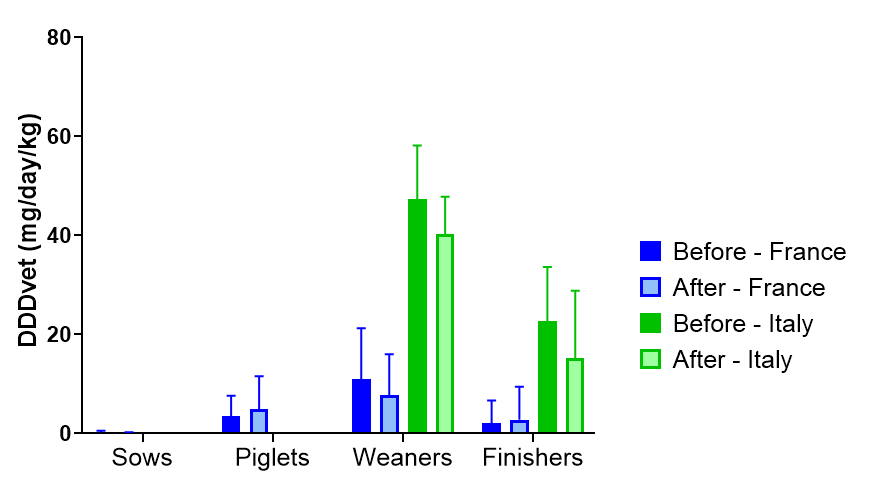 80
60
40
20
0
DDDvet (mg/day/kg)
Sows
Piglets
Weaners
Finishers
Before - France
After - France
Before - Italy
After - Italy